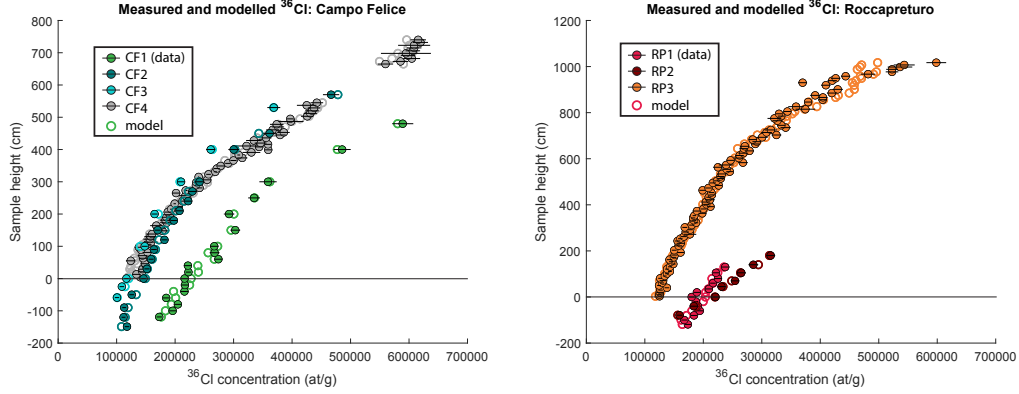 Measured and modelled ³⁶Cl: Campo Felice
800
700
600
500
400
300
200
100
0
-100
-200
Sample height (cm)
CF1 (data)
CF2
CF3
CF4
model
0
100000
200000
300000
400000
500000
600000
700000
³⁶Cl concentration (at/g)
Measured and modelled ³⁶Cl: Roccapreturo
1200
1000
800
600
400
200
0
-200
Sample height (cm)
RP1 (data)
RP2
RP3
model
0
100000
200000
300000
400000
500000
600000
700000
³⁶Cl concentration (at/g)